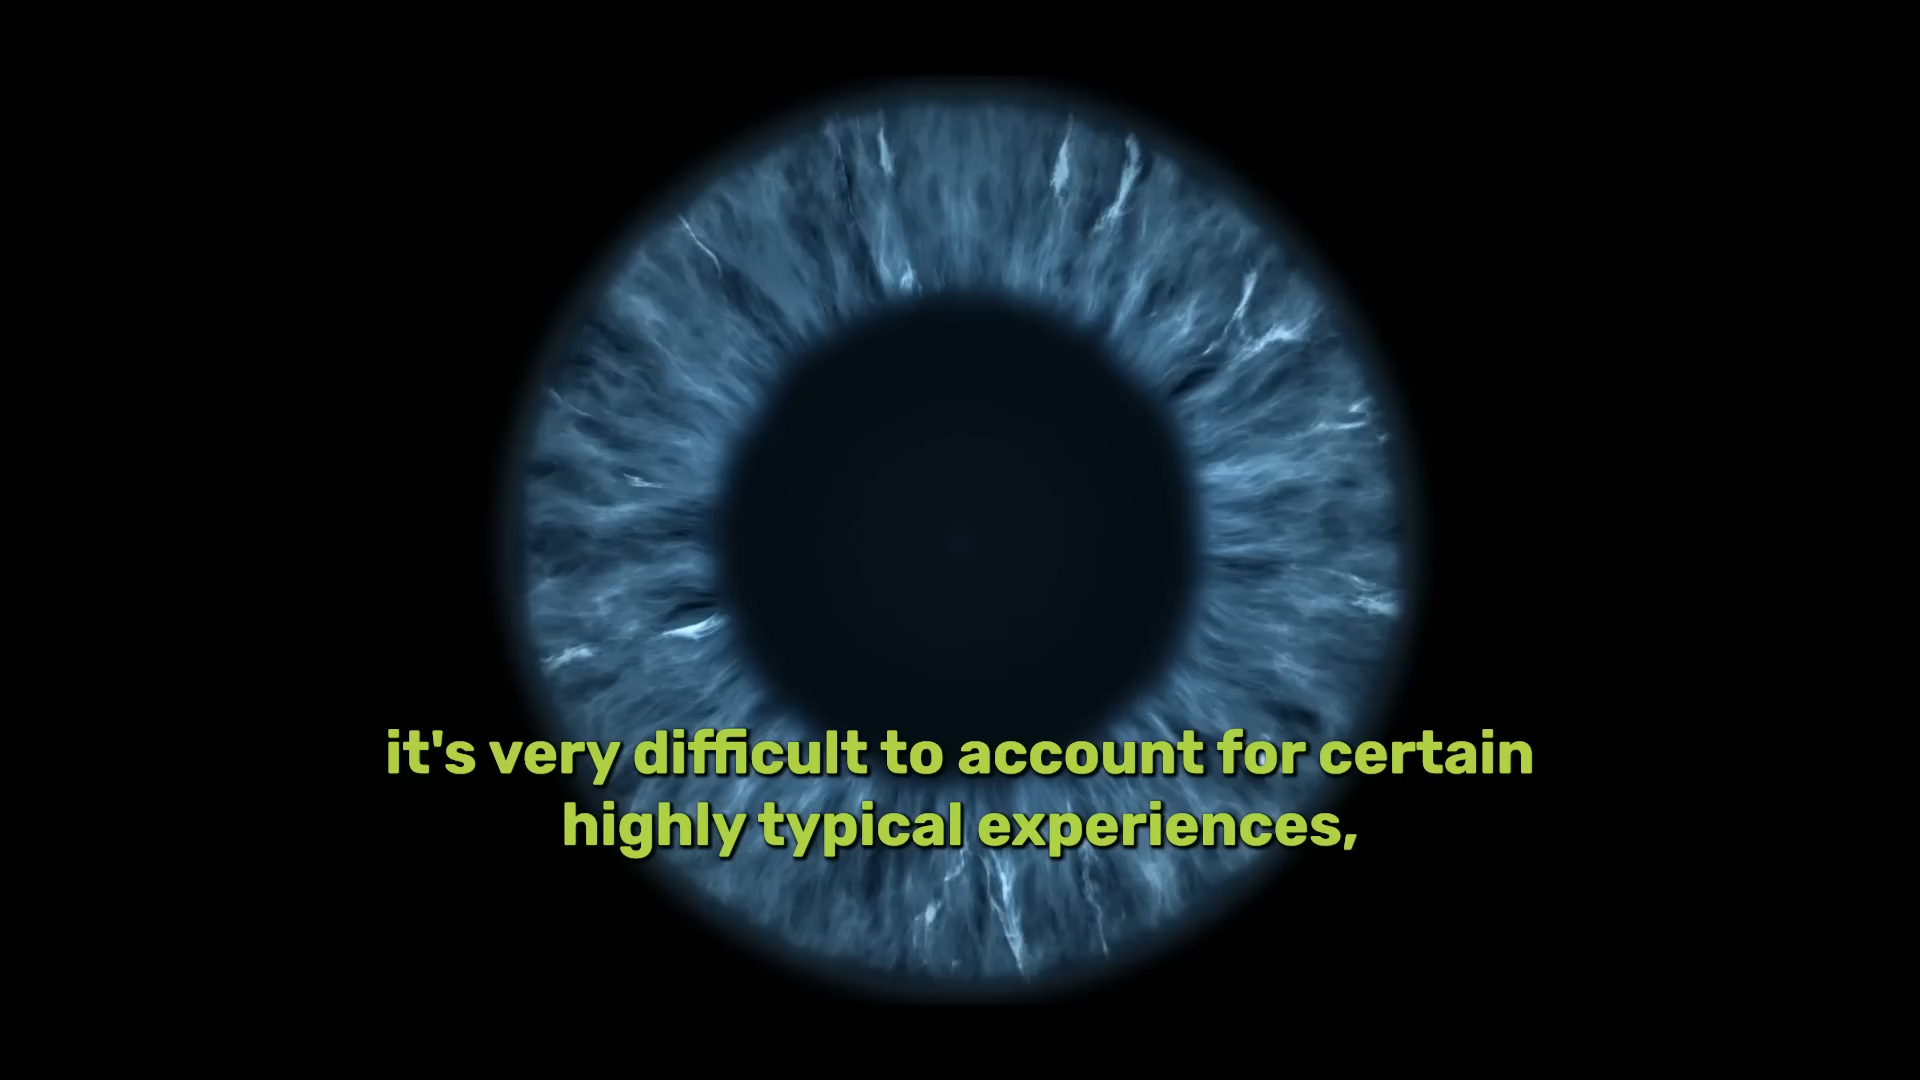 it's very difficult to account for certain
highly typical experiences,